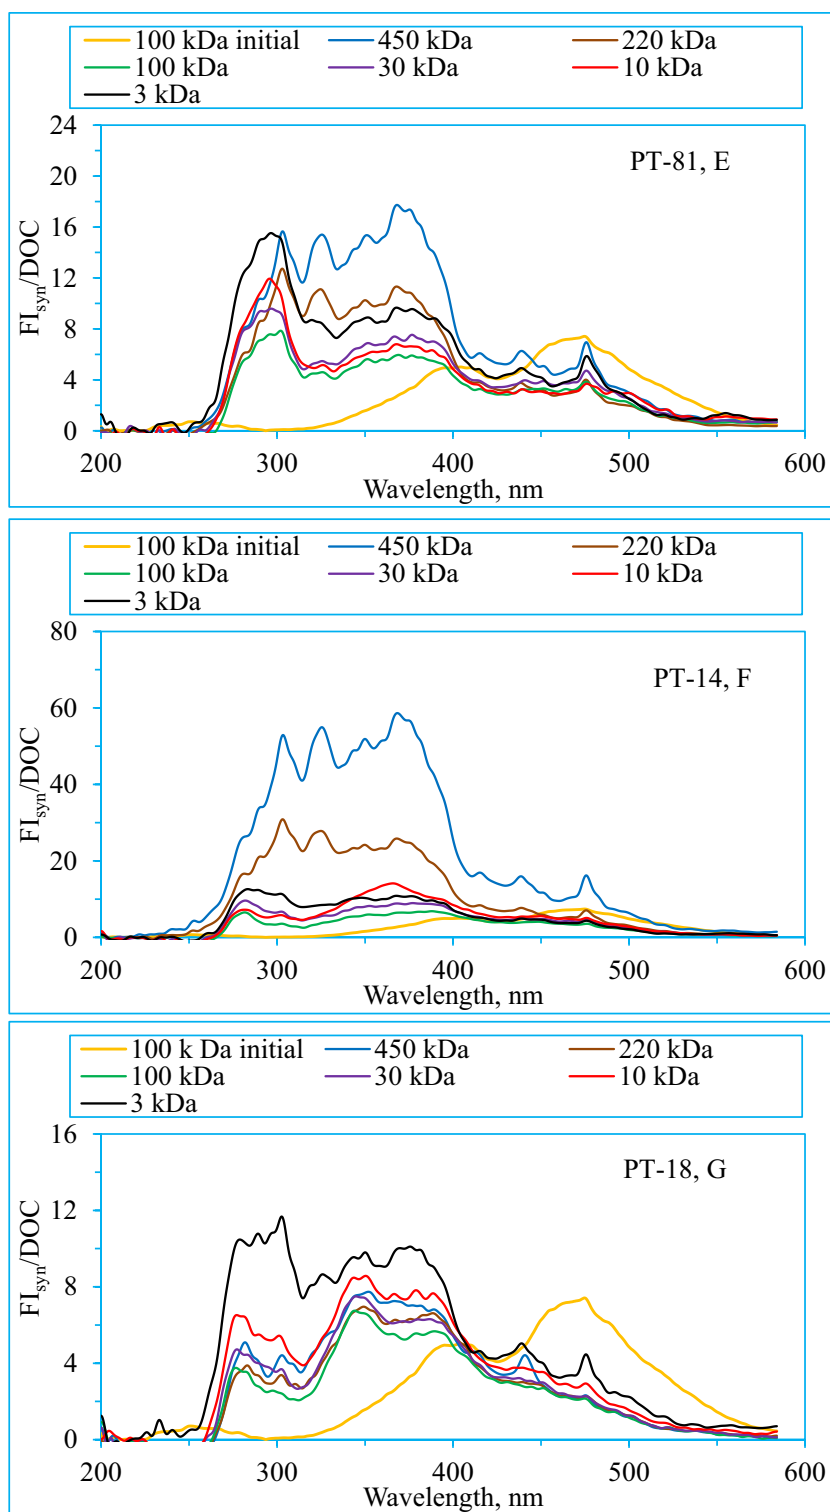 100 kDa initial 450 kDa 220 kDa
100 kDa 30 kDa 10 kDa
3 kDa
24
20
16
12
8
4
0
FIsyn/DOC
PT-81, E
200 300 400 500 600
Wavelength, nm
100 kDa initial 450 kDa 220 kDa
100 kDa 30 kDa 10 kDa
3 kDa
80
60
40
20
0
FIsyn/DOC
PT-14, F
200 300 400 500 600
Wavelength, nm
100 k Da initial 450 kDa 220 kDa
100 kDa 30 kDa 10 kDa
3 kDa
16
12
8
4
0
FIsyn/DOC
PT-18, G
200 300 400 500 600
Wavelength, nm